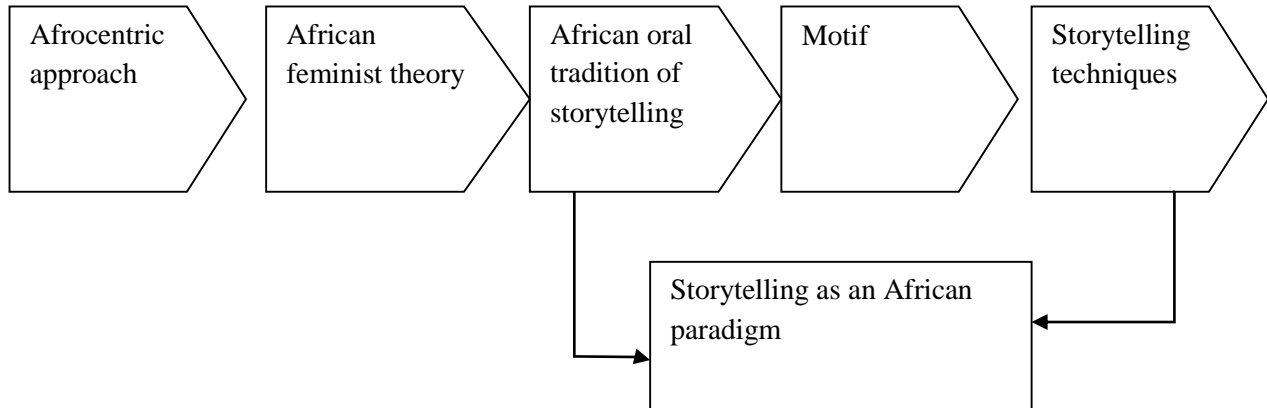 Afrocentric
approach
African
feminist theory
African oral
tradition of
storytelling
Motif
Storytelling
techniques
Storytelling as an African
paradigm